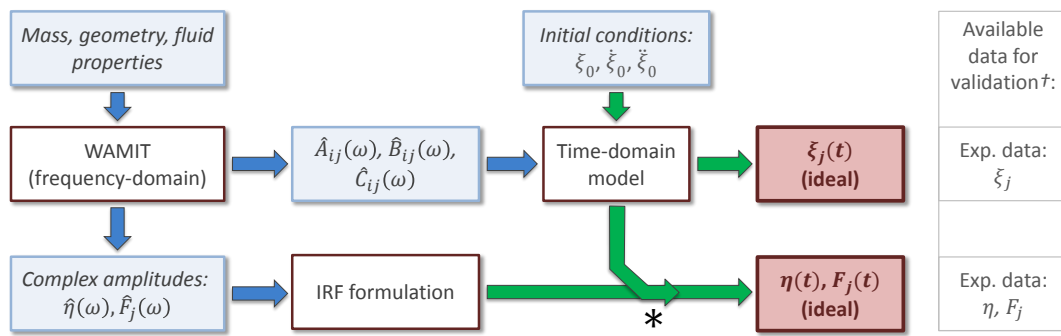 Mass, geometry, fluid
properties
Initial conditions:
ξ₀, ξ̇₀, ξ̈₀
Available
data for
validation†:
WAMIT
(frequency-domain)
Âᵢⱼ(ω), B̂ᵢⱼ(ω),
Ĉᵢⱼ(ω)
Time-domain
model
ξⱼ(t)
(ideal)
Exp. data:
ξⱼ
Complex amplitudes:
η̂(ω), F̂ⱼ(ω)
IRF formulation
*
η(t), Fⱼ(t)
(ideal)
Exp. data:
η, Fⱼ